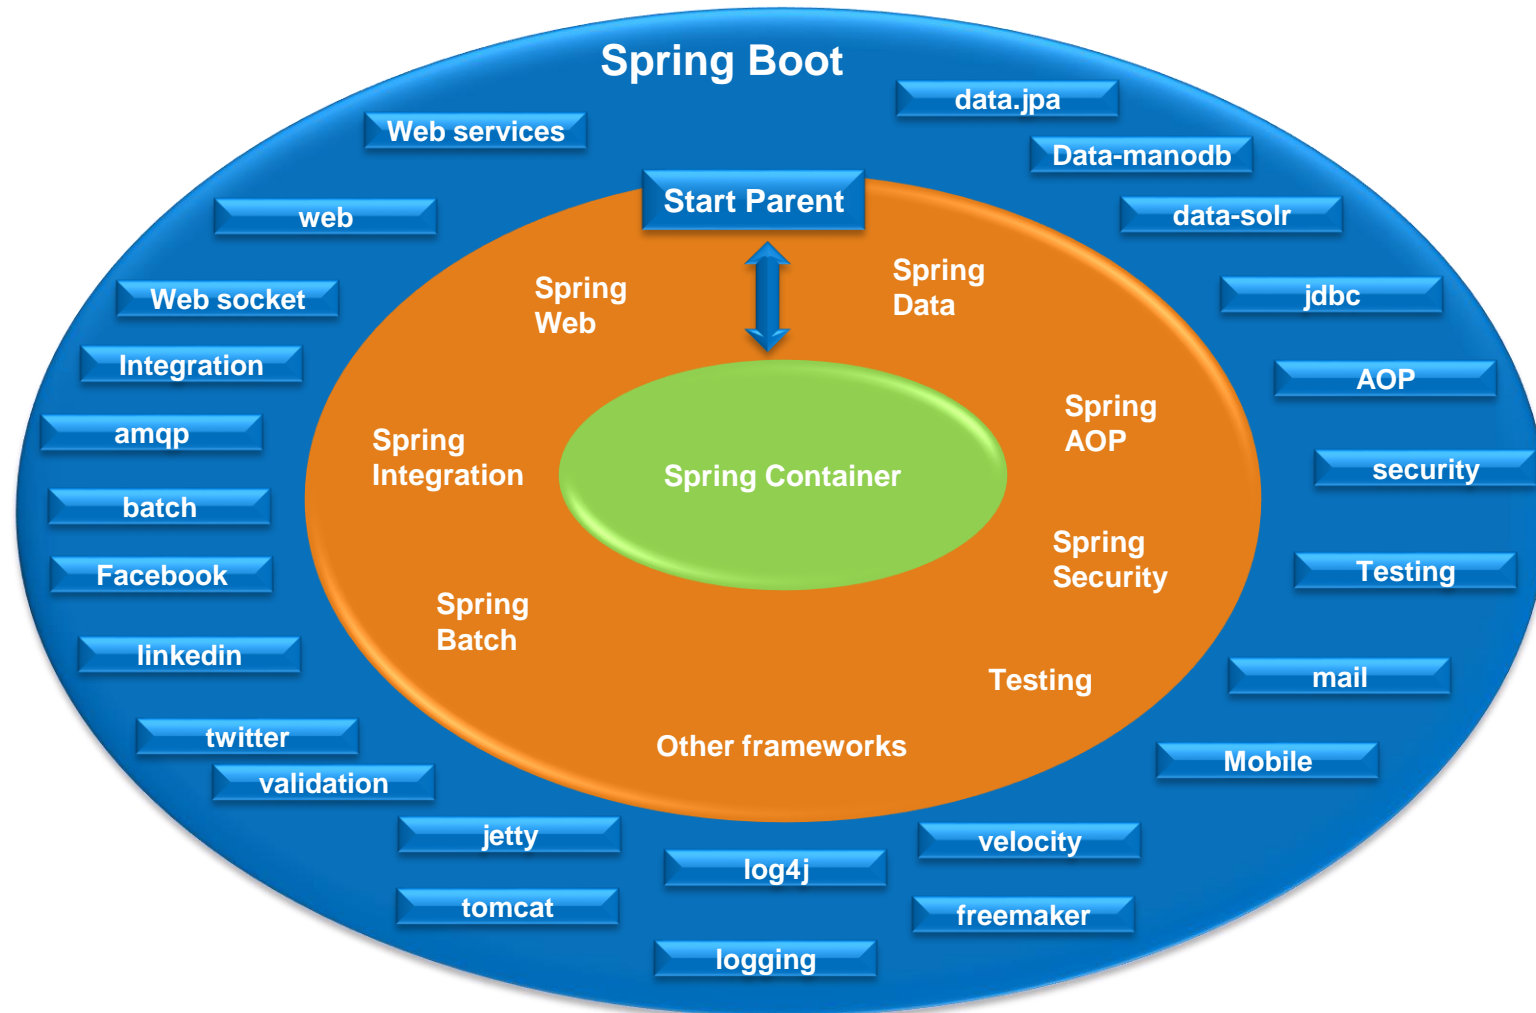 Spring Boot
data.jpa
Web services
Data-manodb
Start Parent
web
data-solr
Spring
Web
Spring
Data
Web socket
jdbc
Integration
AOP
amqp
Spring
Integration
Spring Container
Spring
AOP
security
batch
Spring
Security
Facebook
Testing
Spring
Batch
linkedin
Testing
mail
twitter
Other frameworks
Mobile
validation
jetty
velocity
log4j
tomcat
freemaker
logging